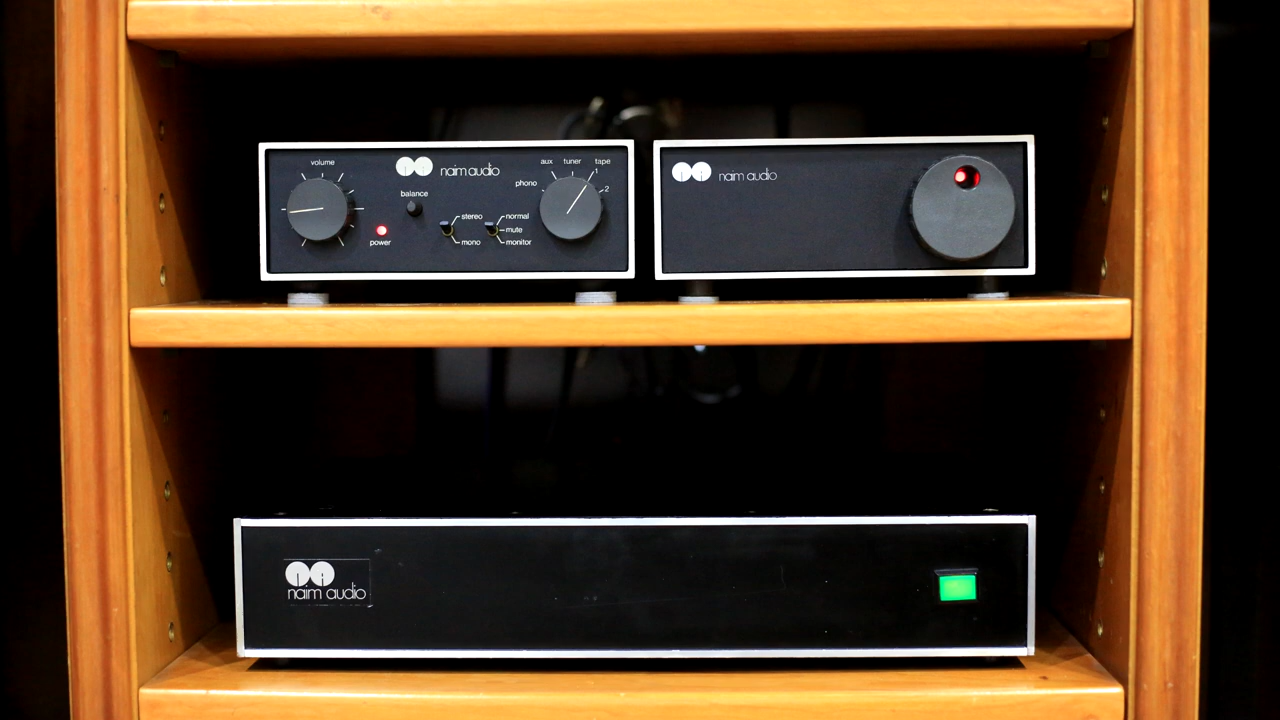 volume
naim audio
balance
power
stereo
mono
normal
mute
monitor
aux tuner tape
phono 1
2
naim audio
naim audio